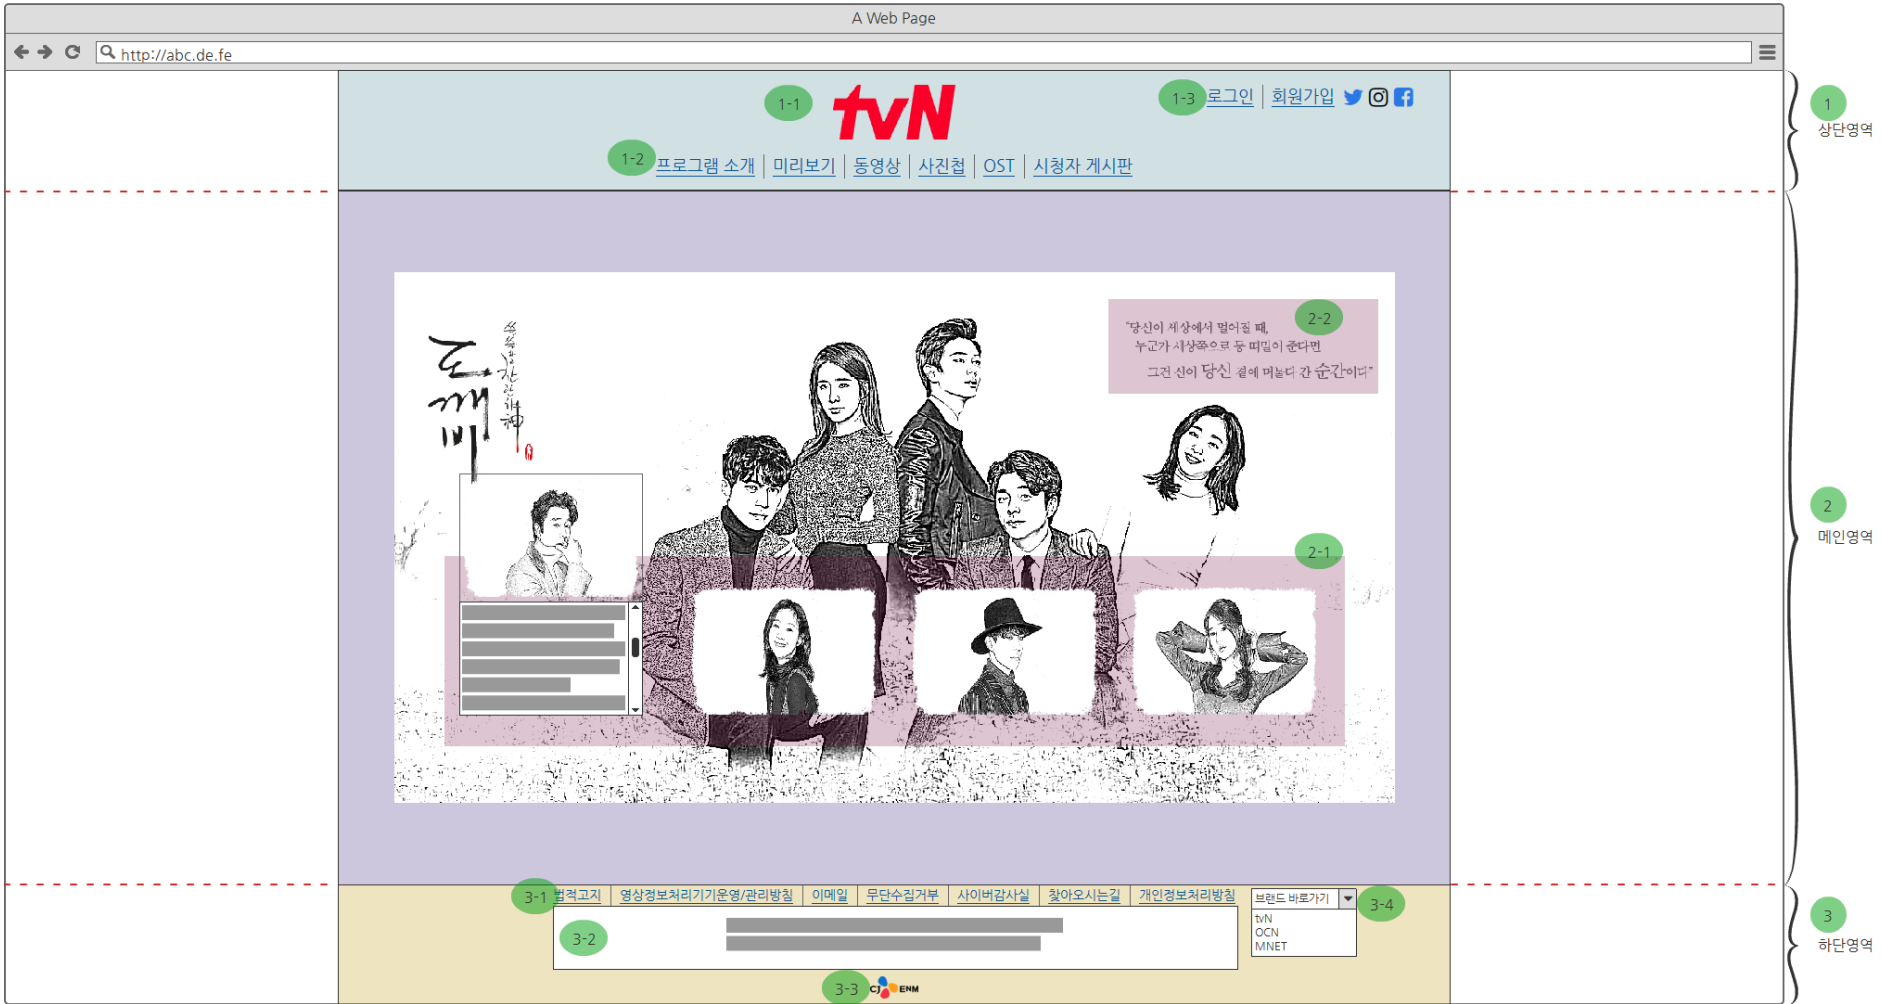 A Web Page
http://abc.de.fe
1-1
tvN
1-3
로그인
회원가입
1
상단영역
1-2
프로그램 소개
미리보기
동영상
사진첩
OST
시청자 게시판
2-2
"당신이 세상에서 멀어질 때,
누군가 세상쪽으로 등 떠밀어 준다면
그건 신이 당신 곁에 머물다 간 순간이다"
도깨비
2
메인영역
2-1
3-1
법적고지
영상정보처리기기운영/관리방침
이메일
무단수집거부
사이버감사실
찾아오시는길
개인정보처리방침
브랜드 바로가기
3-4
tvN
OCN
MNET
3-2
3
하단영역
3-3
CJ ENM